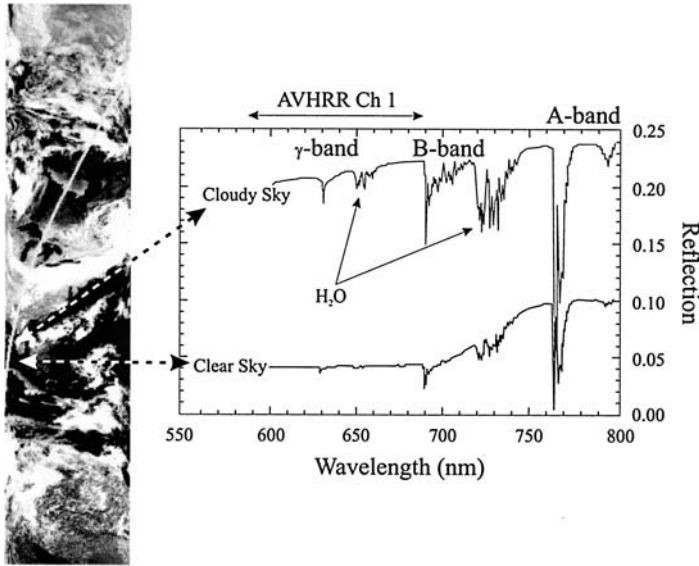 AVHRR Ch 1
A-band
γ-band
B-band
0.25
0.20
0.15
0.10
0.05
0.00
Reflection
Cloudy Sky
H₂O
Clear Sky
550
600
650
700
750
800
Wavelength (nm)